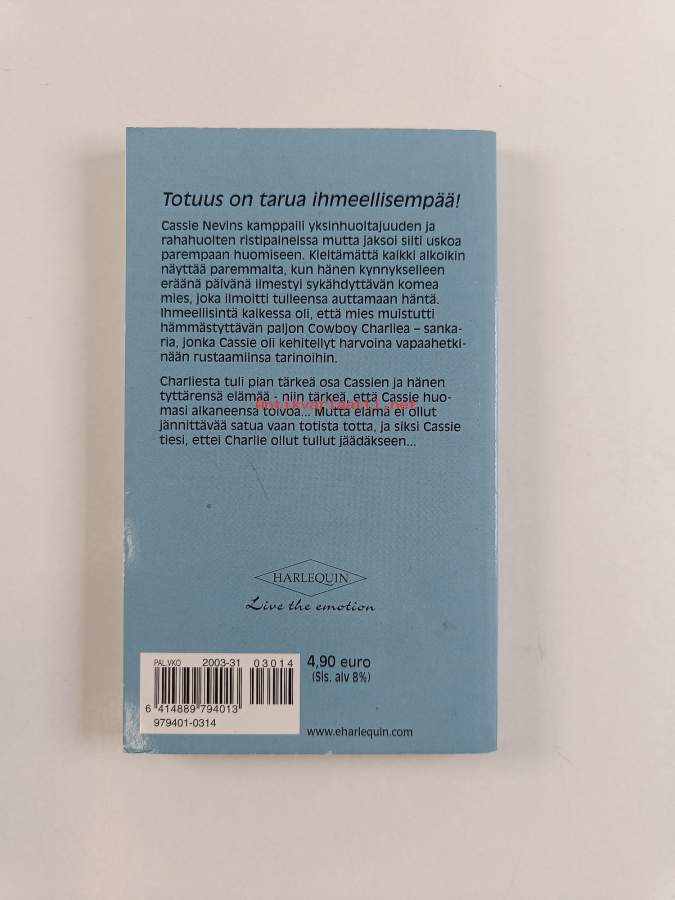 Totuus on tarua ihmeellisempää!
Cassie Nevins kamppaili yksinhuoltajuuden ja
rahahuolten ristipaineissa mutta jaksoi silti uskoa
parempaan huomiseen. Kieltämättä kaikki alkoikin
näyttää paremmalta, kun hänen kynnykselleen
eräänä päivänä ilmestyi sykähdyttävän komea
mies, joka ilmoitti tulleensa auttamaan häntä.
Ihmeellisintä kaikessa oli, että mies muistutti
hämmästyttävän paljon Cowboy Charliea – sanka-
ria, jonka Cassie oli kehitellyt harvoina vapaahetki-
nään rustaamiinsa tarinoihin.
Charliesta tuli pian tärkeä osa Cassien ja hänen
tyttärensä elämää - niin tärkeä, että Cassie huo-
Antikvariaatti.net
masi alkaneensa toivoa... Mutta elämä ei ollut
jännittävää satua vaan totista totta, ja siksi Cassie
tiesi, ettei Charlie ollut tullut jäädäkseen...
HARLEQUIN
Live the emotion
PAL.VKO 2003-31 03014
6 414889 794013
979401-0314
4,90 euro
(Sis. alv 8%)
www.eharlequin.com